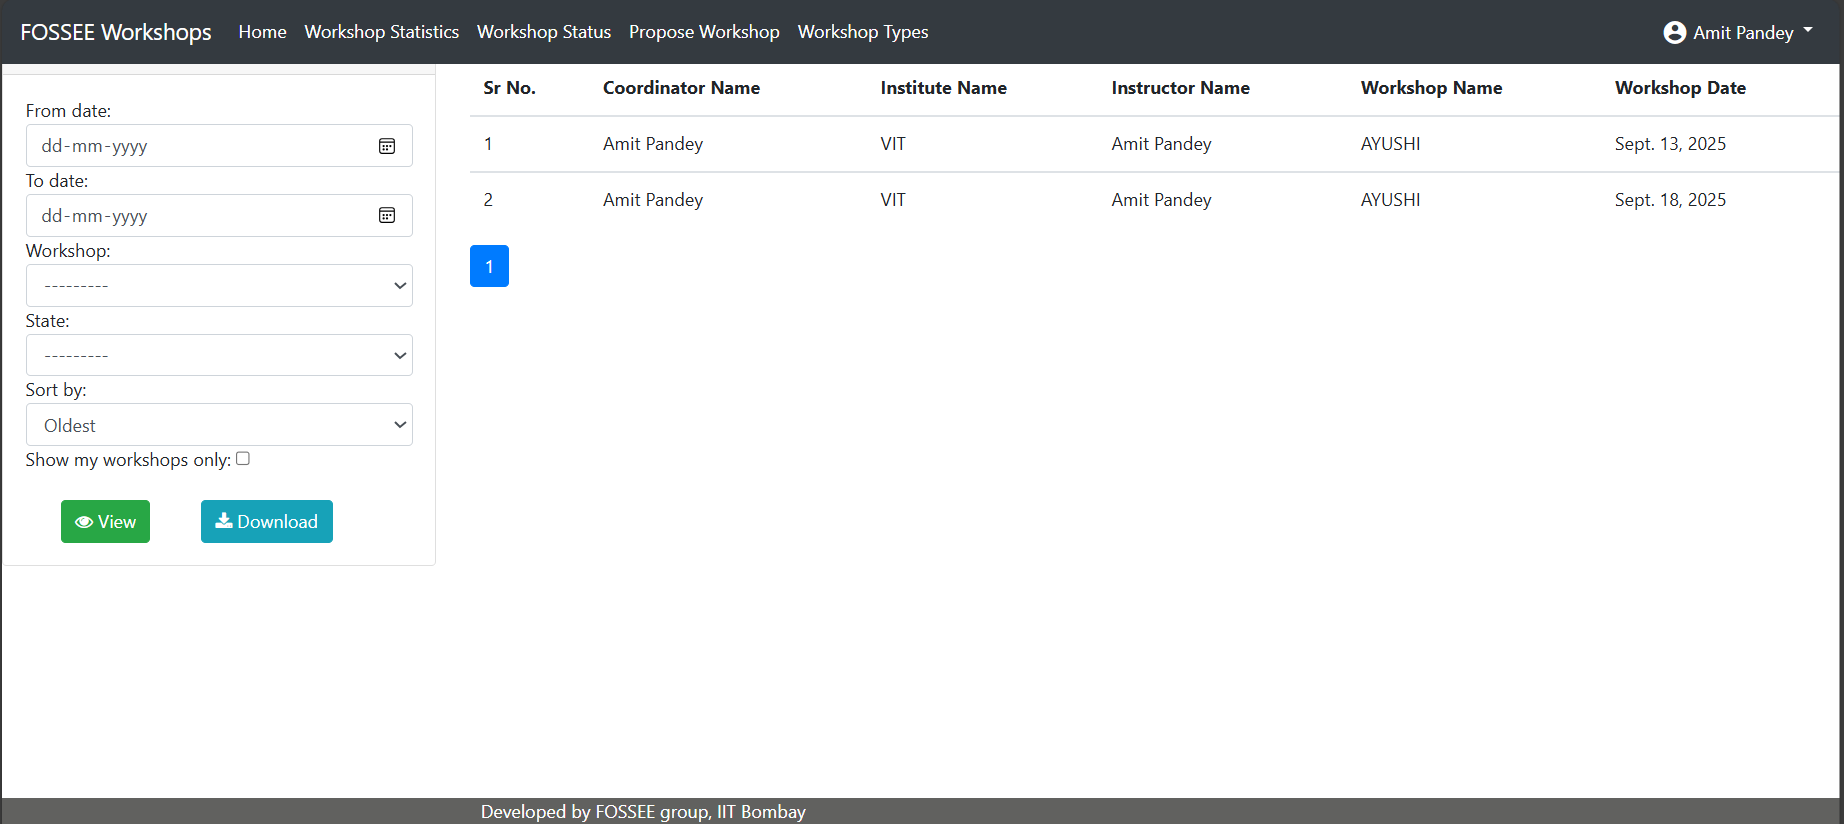 FOSSEE Workshops Home Workshop Statistics Workshop Status Propose Workshop Workshop Types Amit Pandey
From date:
dd-mm-yyyy
To date:
dd-mm-yyyy
Workshop:
---------
State:
---------
Sort by:
Oldest
Show my workshops only:
View Download
Sr No. Coordinator Name Institute Name Instructor Name Workshop Name Workshop Date
1 Amit Pandey VIT Amit Pandey AYUSHI Sept. 13, 2025
2 Amit Pandey VIT Amit Pandey AYUSHI Sept. 18, 2025
1
Developed by FOSSEE group, IIT Bombay